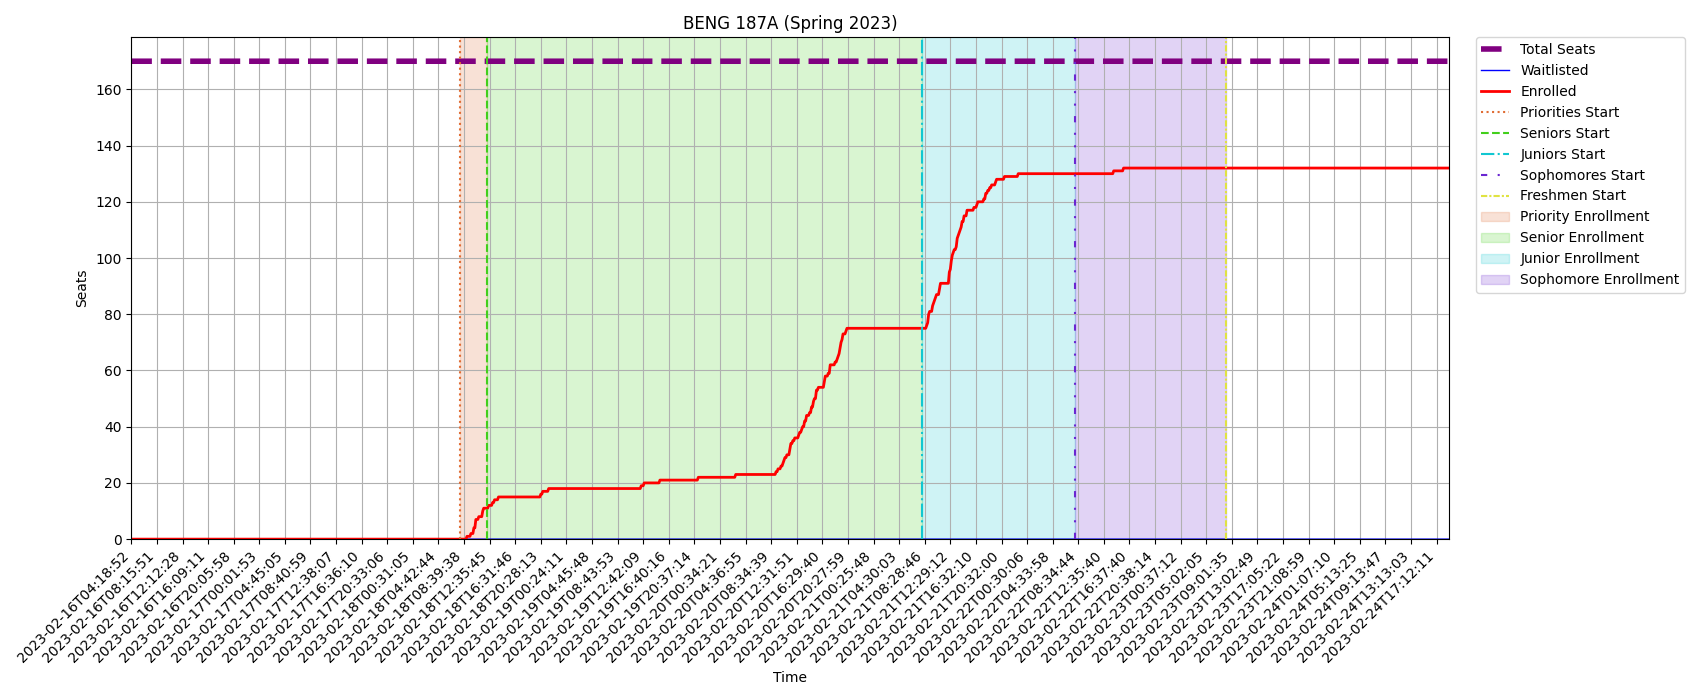 BENG 187A (Spring 2023)
Total Seats
Waitlisted
Enrolled
Priorities Start
Seniors Start
Juniors Start
Sophomores Start
Freshmen Start
Priority Enrollment
Senior Enrollment
Junior Enrollment
Sophomore Enrollment
Seats
160
140
120
100
80
60
40
20
0
2023-02-16T04:18:52
2023-02-16T08:15:51
2023-02-16T12:12:28
2023-02-16T16:09:11
2023-02-16T20:05:58
2023-02-17T00:01:53
2023-02-17T04:45:05
2023-02-17T08:40:59
2023-02-17T12:38:07
2023-02-17T16:36:10
2023-02-17T20:33:06
2023-02-18T00:31:05
2023-02-18T04:42:44
2023-02-18T08:39:38
2023-02-18T12:35:45
2023-02-18T16:31:46
2023-02-18T20:28:13
2023-02-19T00:24:11
2023-02-19T04:45:48
2023-02-19T08:43:53
2023-02-19T12:42:09
2023-02-19T16:40:16
2023-02-19T20:37:14
2023-02-20T00:34:21
2023-02-20T04:36:55
2023-02-20T08:34:39
2023-02-20T12:31:51
2023-02-20T16:29:40
2023-02-20T20:27:59
2023-02-21T00:25:48
2023-02-21T04:30:03
2023-02-21T08:28:46
2023-02-21T12:29:12
2023-02-21T16:32:10
2023-02-21T20:32:00
2023-02-22T00:30:06
2023-02-22T04:33:58
2023-02-22T08:34:44
2023-02-22T12:35:40
2023-02-22T16:37:40
2023-02-22T20:38:14
2023-02-23T00:37:12
2023-02-23T05:02:05
2023-02-23T09:01:35
2023-02-23T13:02:49
2023-02-23T17:05:22
2023-02-23T21:08:59
2023-02-24T01:07:10
2023-02-24T05:13:25
2023-02-24T09:13:47
2023-02-24T13:13:03
2023-02-24T17:12:11
Time